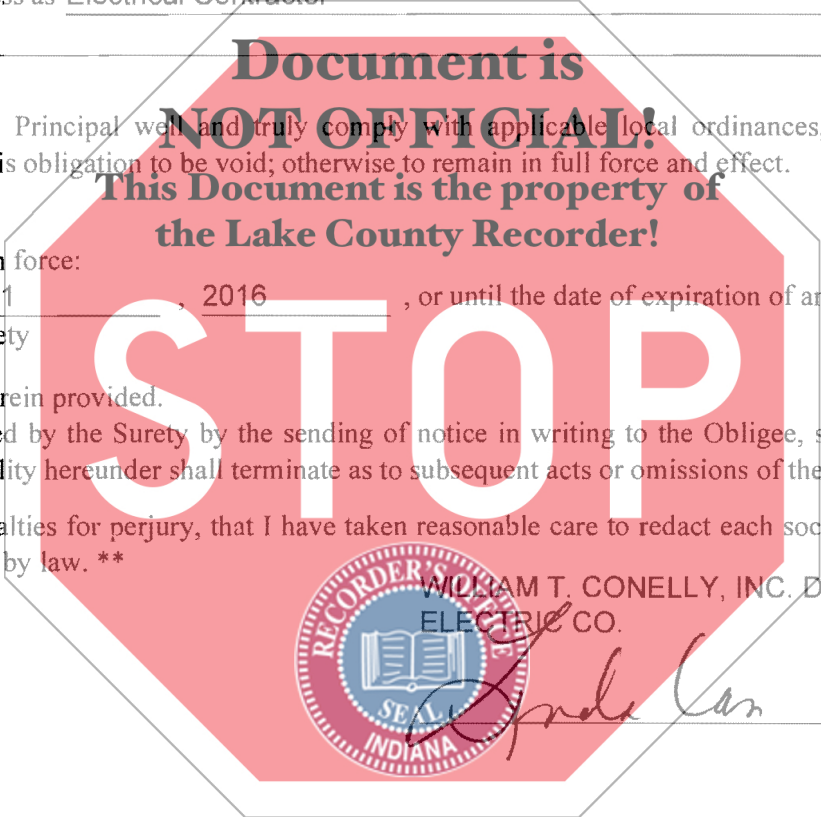 ss as Electrical Contractor
Document is
NOT OFFICIAL!
Principal well and truly comply with applicable local ordinances,
is obligation to be void; otherwise to remain in full force and effect.
This Document is the property of
the Lake County Recorder!
n force:
1 , 2016 , or until the date of expiration of an
ety
STOP
rein provided.
ed by the Surety by the sending of notice in writing to the Obligee, s
lity hereunder shall terminate as to subsequent acts or omissions of the
alties for perjury, that I have taken reasonable care to redact each soc
by law. **
WILLIAM T. CONELLY, INC. D
ELECTRIC CO.
RECORDER'S OFFICE
SEAL
INDIANA